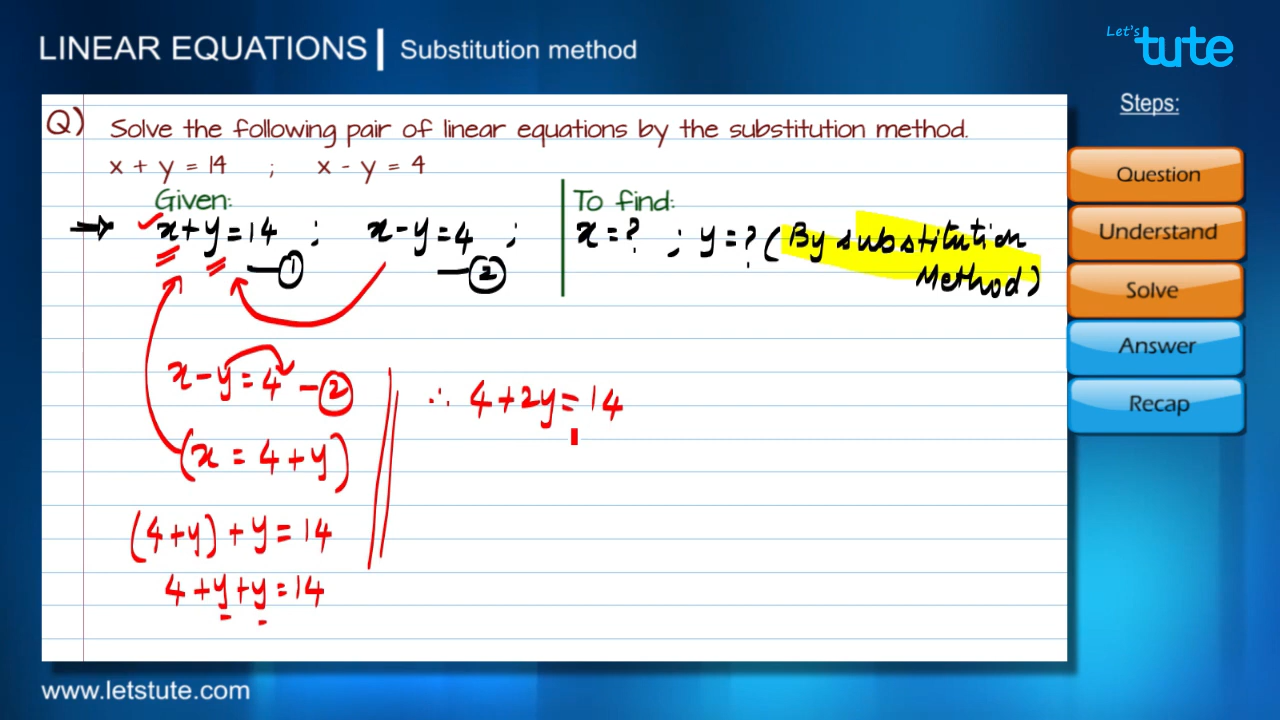 LINEAR EQUATIONS | Substitution method
Let's tute
Steps:
Question
Understand
Solve
Answer
Recap
Q) Solve the following pair of linear equations by the substitution method.
x + y = 14 ; x - y = 4
Given:
→ x+y=14 ; x-y=4 ;
—① —②
To find:
x=? ; y=? (By substitution
Method)
x-y=4 -②
(x = 4+y)
(4+y)+y=14
4+y+y=14
∴ 4+2y=14
www.letstute.com